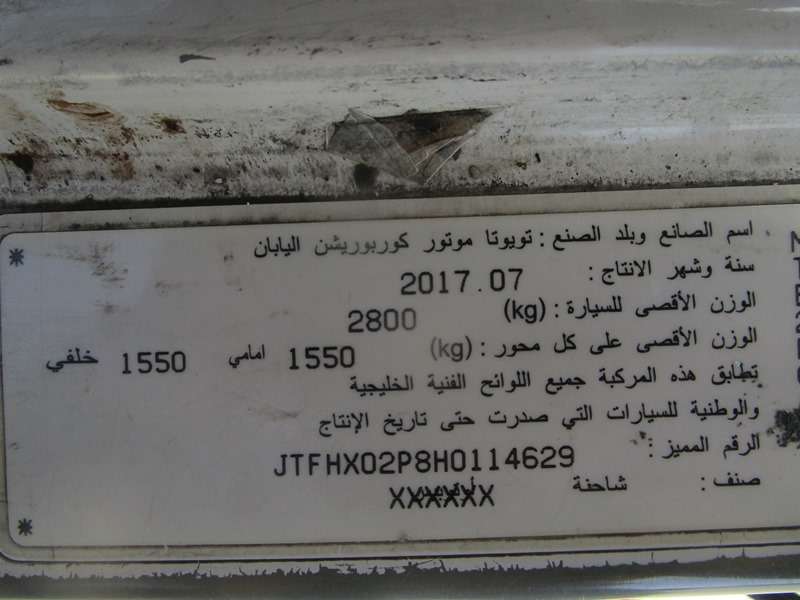 اسم الصانع وبلد الصنع : تويوتا موتور كوربوريشن اليابان
سنة وشهر الانتاج : 2017.07
الوزن الأقصى للسيارة : (kg) 2800
الوزن الأقصى على كل محور : (kg) 1550 امامي 1550 خلفي
تطابق هذه المركبة جميع اللوائح الفنية الخليجية
والوطنية للسيارات التي صدرت حتى تاريخ الإنتاج
الرقم المميز : JTFHX02P8H0114629
صنف : شاحنة XXXXXX